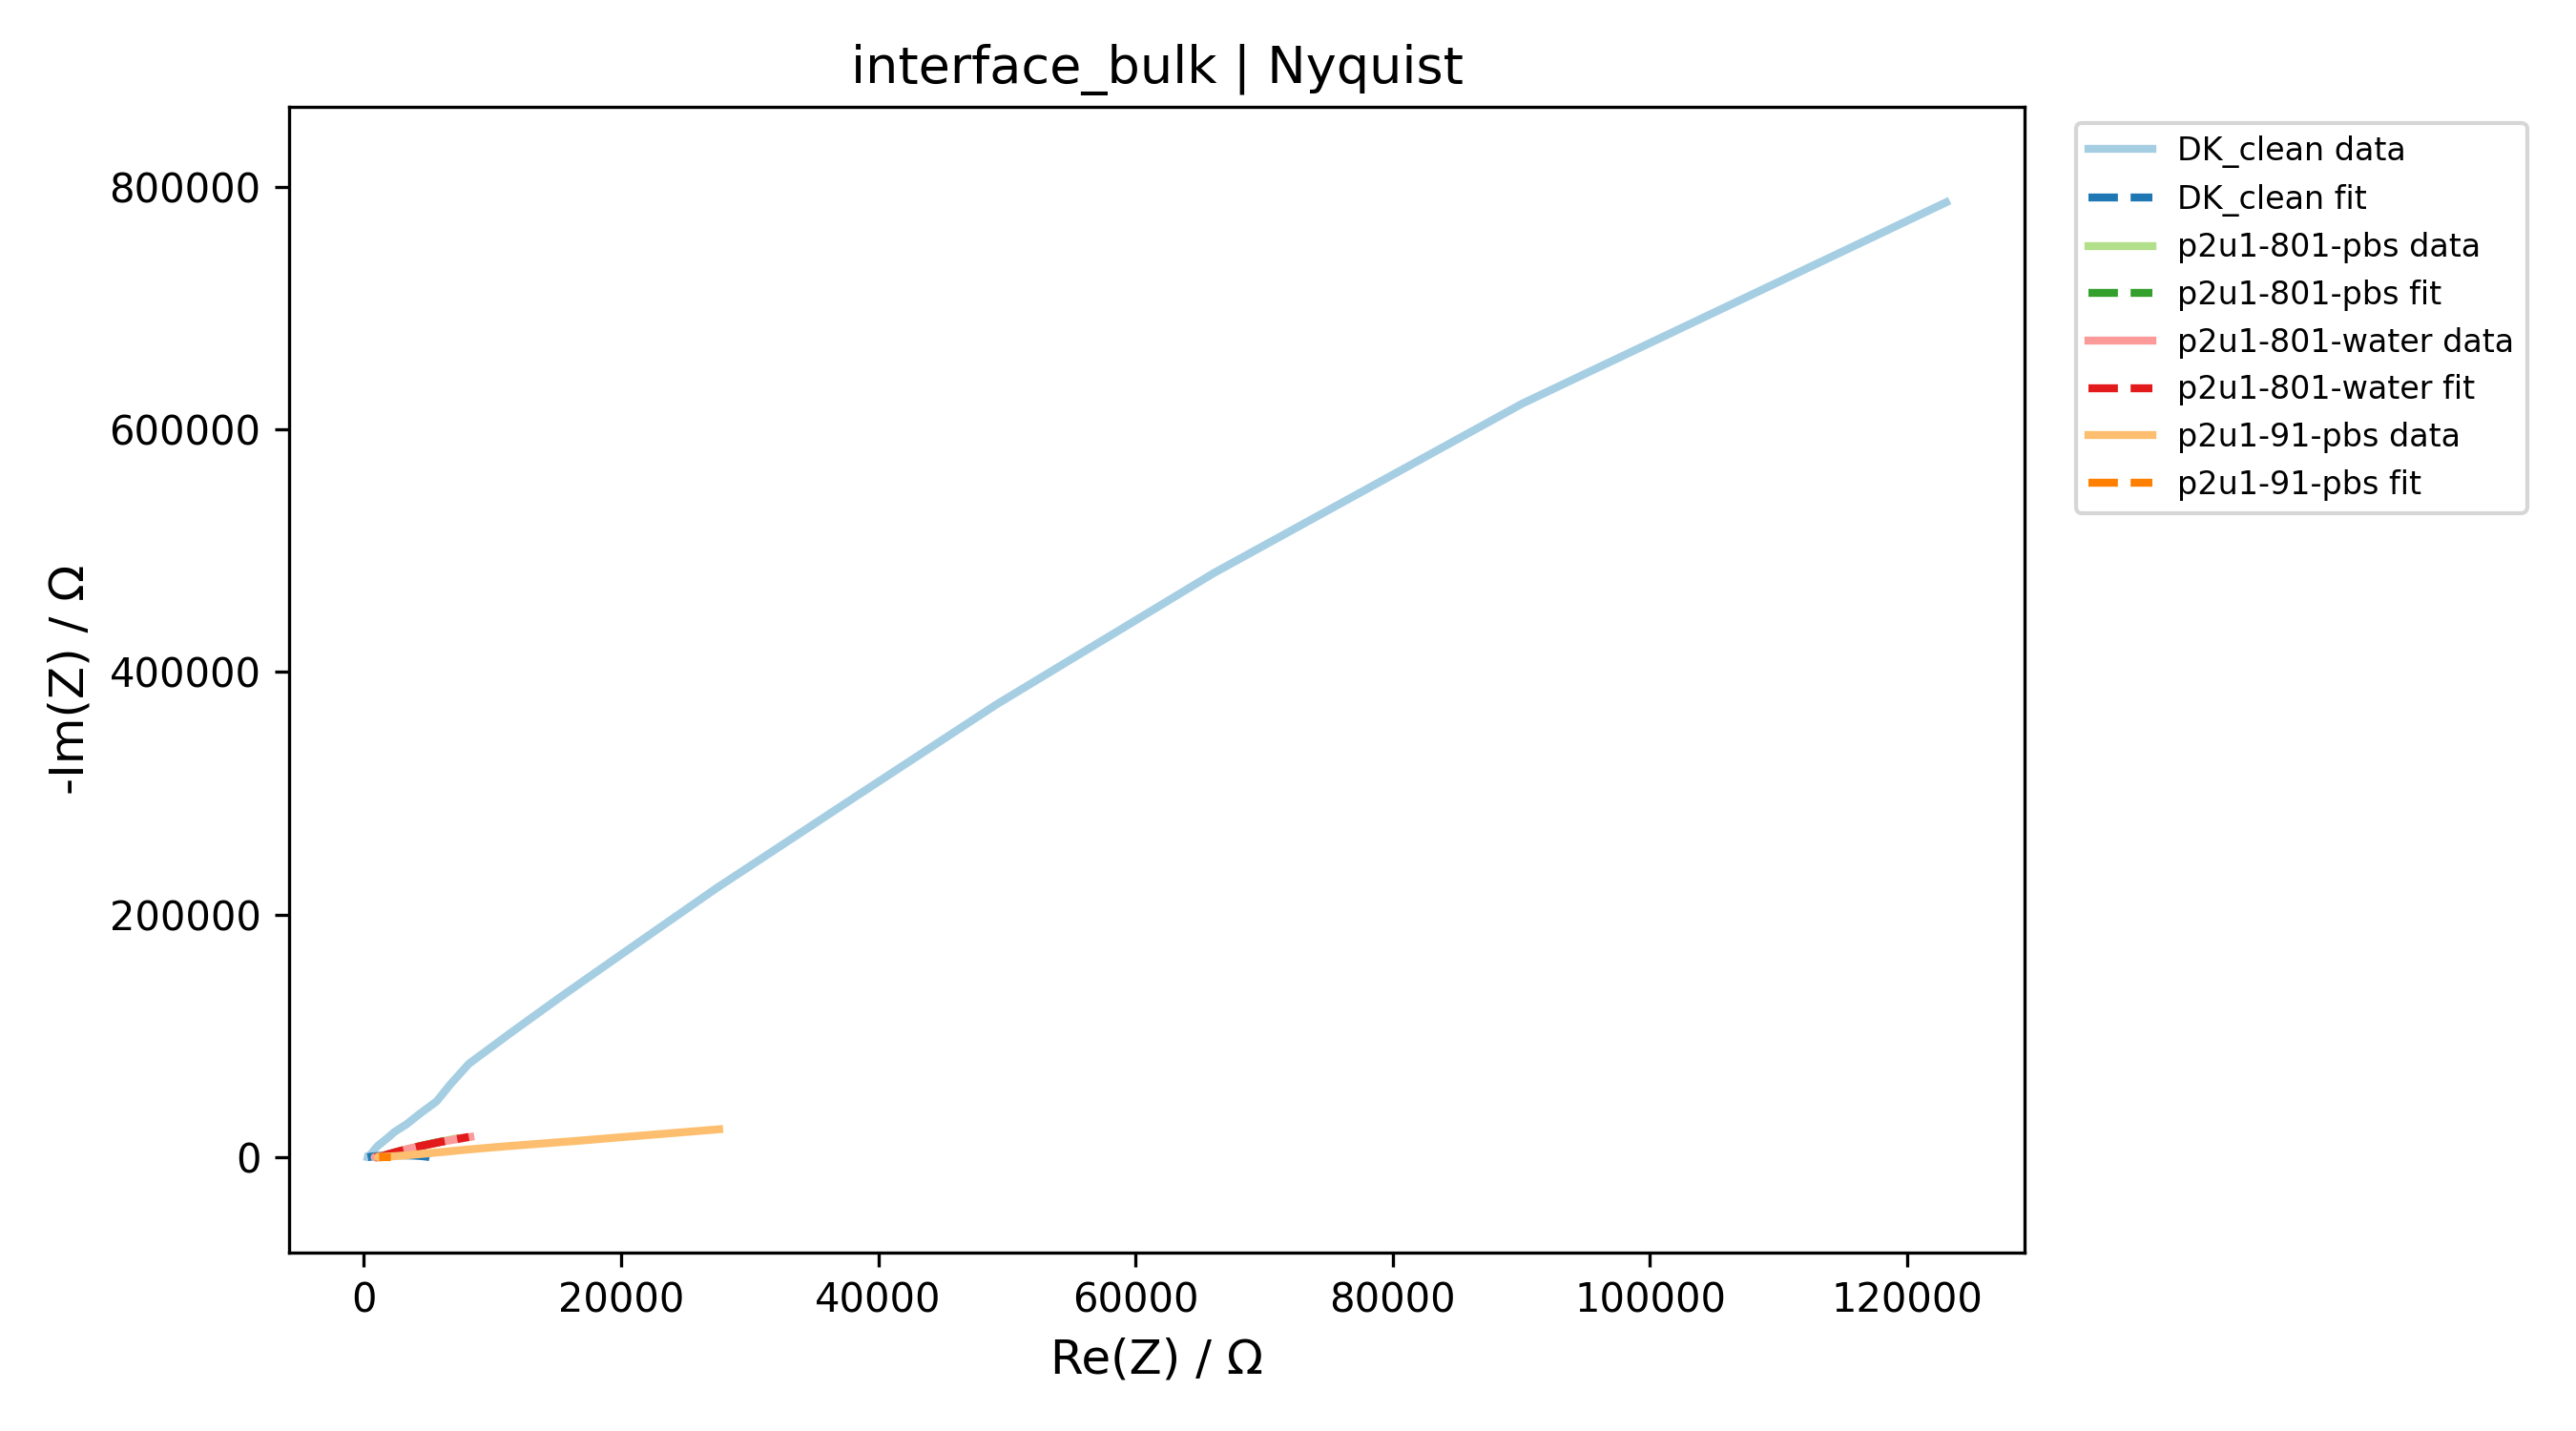 interface_bulk | Nyquist
-Im(Z) / Ω
800000
600000
400000
200000
0
0 20000 40000 60000 80000 100000 120000
Re(Z) / Ω
DK_clean data
DK_clean fit
p2u1-801-pbs data
p2u1-801-pbs fit
p2u1-801-water data
p2u1-801-water fit
p2u1-91-pbs data
p2u1-91-pbs fit